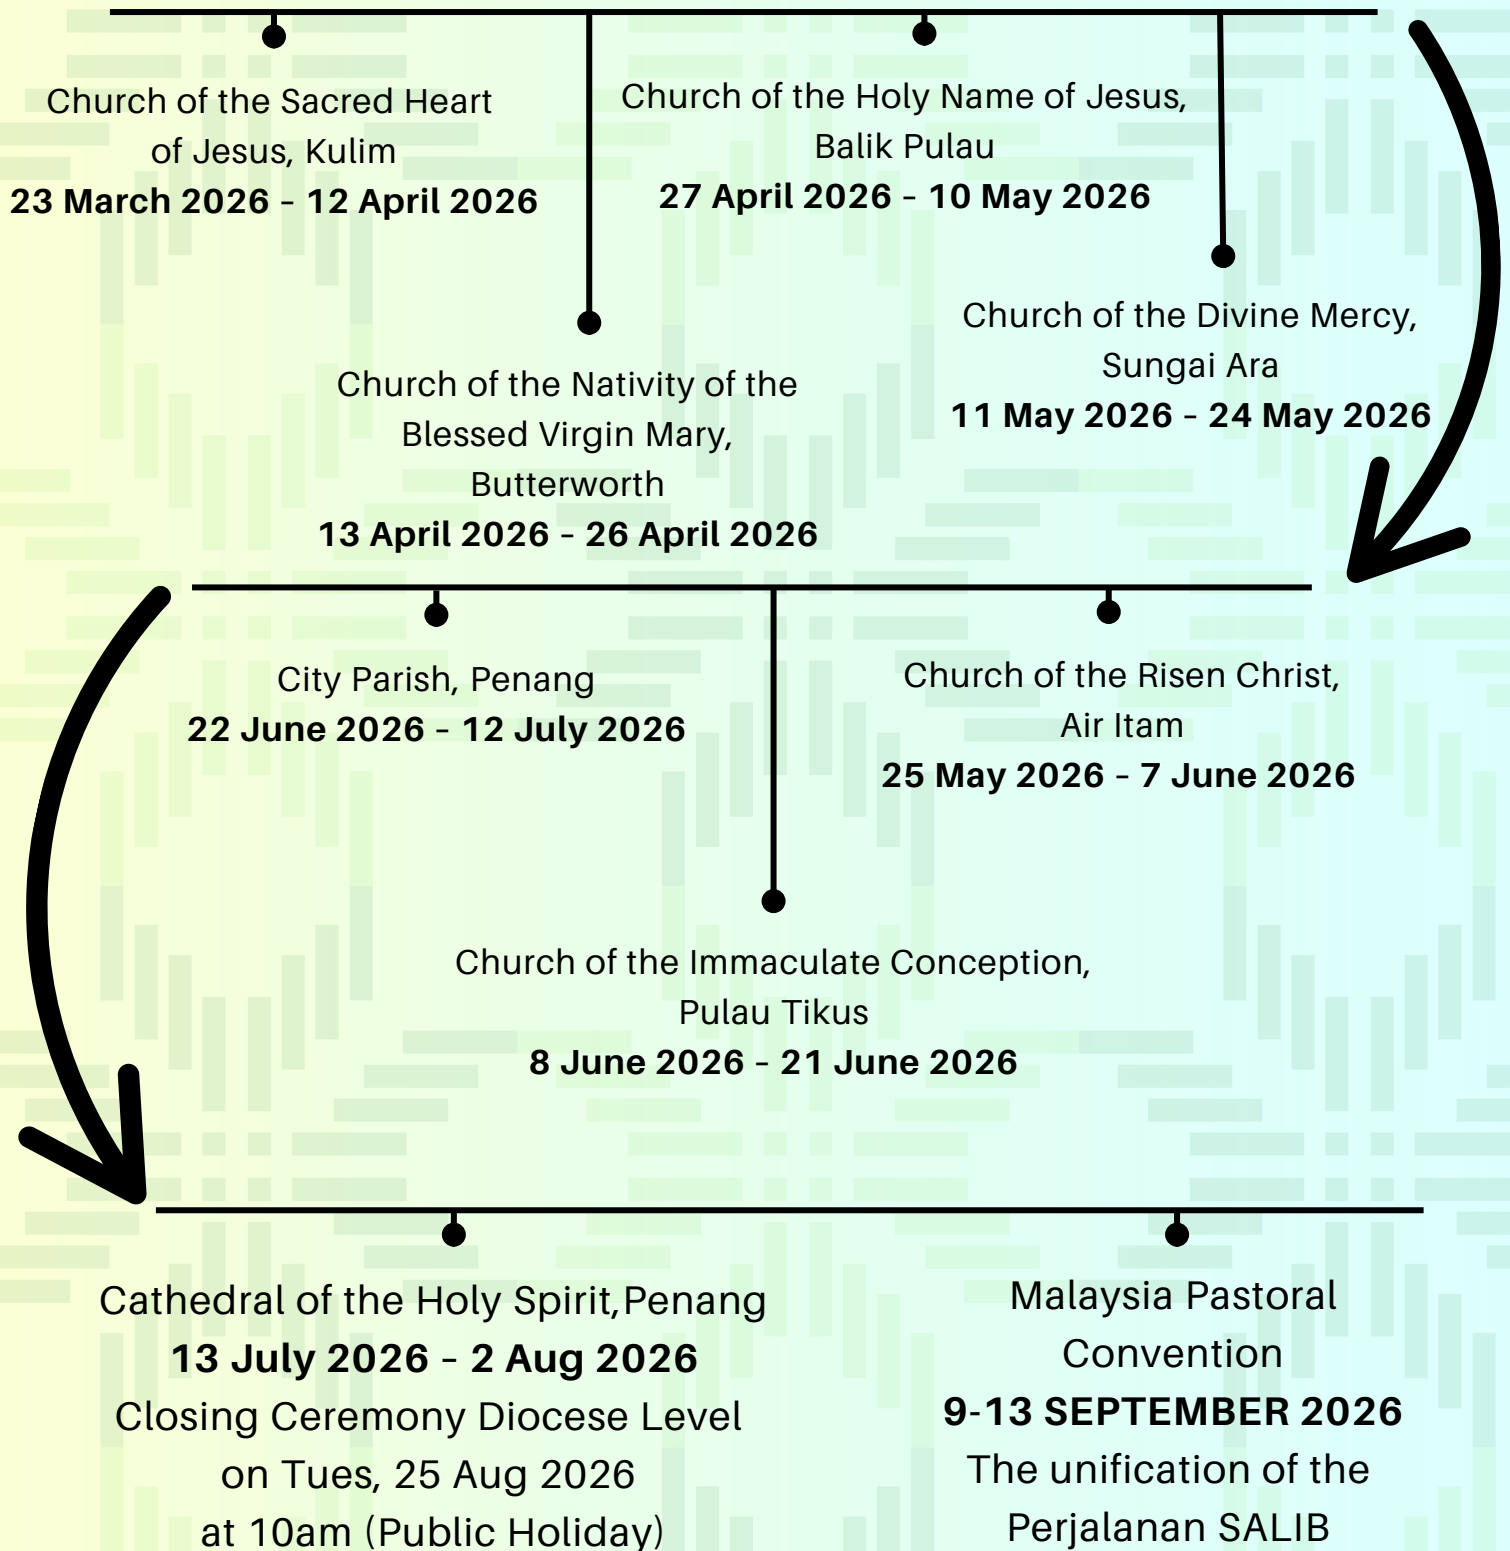 Church of the Sacred Heart
of Jesus, Kulim
23 March 2026 – 12 April 2026
Church of the Nativity of the
Blessed Virgin Mary,
Butterworth
13 April 2026 – 26 April 2026
Church of the Holy Name of Jesus,
Balik Pulau
27 April 2026 – 10 May 2026
Church of the Divine Mercy,
Sungai Ara
11 May 2026 – 24 May 2026
Church of the Risen Christ,
Air Itam
25 May 2026 – 7 June 2026
Church of the Immaculate Conception,
Pulau Tikus
8 June 2026 – 21 June 2026
City Parish, Penang
22 June 2026 – 12 July 2026
Cathedral of the Holy Spirit,Penang
13 July 2026 – 2 Aug 2026
Closing Ceremony Diocese Level
on Tues, 25 Aug 2026
at 10am (Public Holiday)
Malaysia Pastoral
Convention
9-13 SEPTEMBER 2026
The unification of the
Perjalanan SALIB